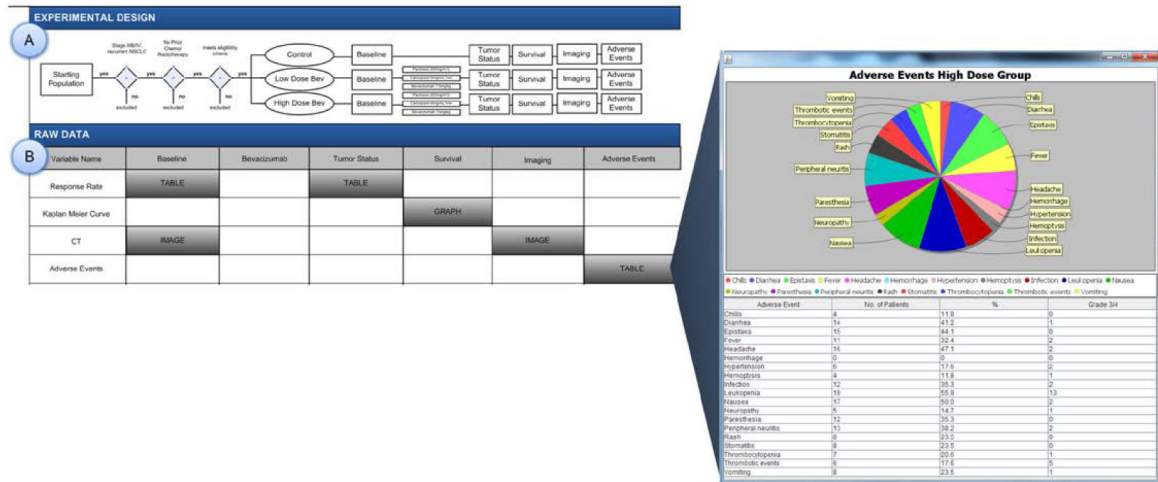 EXPERIMENTAL DESIGN
A
Stage IIIB/IV, recurrent NSCLC
No Prior Chemo/ Radiotherapy
meets eligibility criteria
Starting Population
yes
yes
yes
yes
no
no
no
excluded
excluded
excluded
Control
Baseline
Tumor Status
Survival
Imaging
Adverse Events
Low Dose Bev
Baseline
Tumor Status
Survival
Imaging
Adverse Events
High Dose Bev
Baseline
Tumor Status
Survival
Imaging
Adverse Events
RAW DATA
B
Variable Name Baseline Bevacizumab Tumor Status Survival Imaging Adverse Events
Response Rate TABLE TABLE
Kaplan Meier Curve GRAPH
CT IMAGE IMAGE
Adverse Events TABLE
Adverse Events High Dose Group
Vomiting
Thrombotic events
Thrombocytopenia
Stomatitis
Rash
Peripheral neuritis
Paresthesia
Neuropathy
Nausea
Chills
Diarrhea
Epistaxis
Fever
Headache
Hemorrhage
Hypertension
Hemoptysis
Infection
Leukopenia
Chills Diarrhea Epistaxis Fever Headache Hemorrhage Hypertension Hemoptysis Infection Leukopenia Nausea
Neuropathy Paresthesia Peripheral neuritis Rash Stomatitis Thrombocytopenia Thrombotic events Vomiting
Adverse Event No. of Patients % Grade 3/4
Chills 4 11.8 0
Diarrhea 14 41.2 1
Epistaxis 15 44.1 0
Fever 11 32.4 2
Headache 16 47.1 2
Hemorrhage 0 0 0
Hypertension 6 17.6 2
Hemoptysis 4 11.8 1
Infection 12 35.3 2
Leukopenia 19 55.9 13
Nausea 17 50.0 2
Neuropathy 5 14.7 1
Paresthesia 12 35.3 0
Peripheral neuritis 13 38.2 2
Rash 8 23.5 0
Stomatitis 8 23.5 0
Thrombocytopenia 7 20.6 1
Thrombotic events 6 17.6 5
Vomiting 8 23.5 1